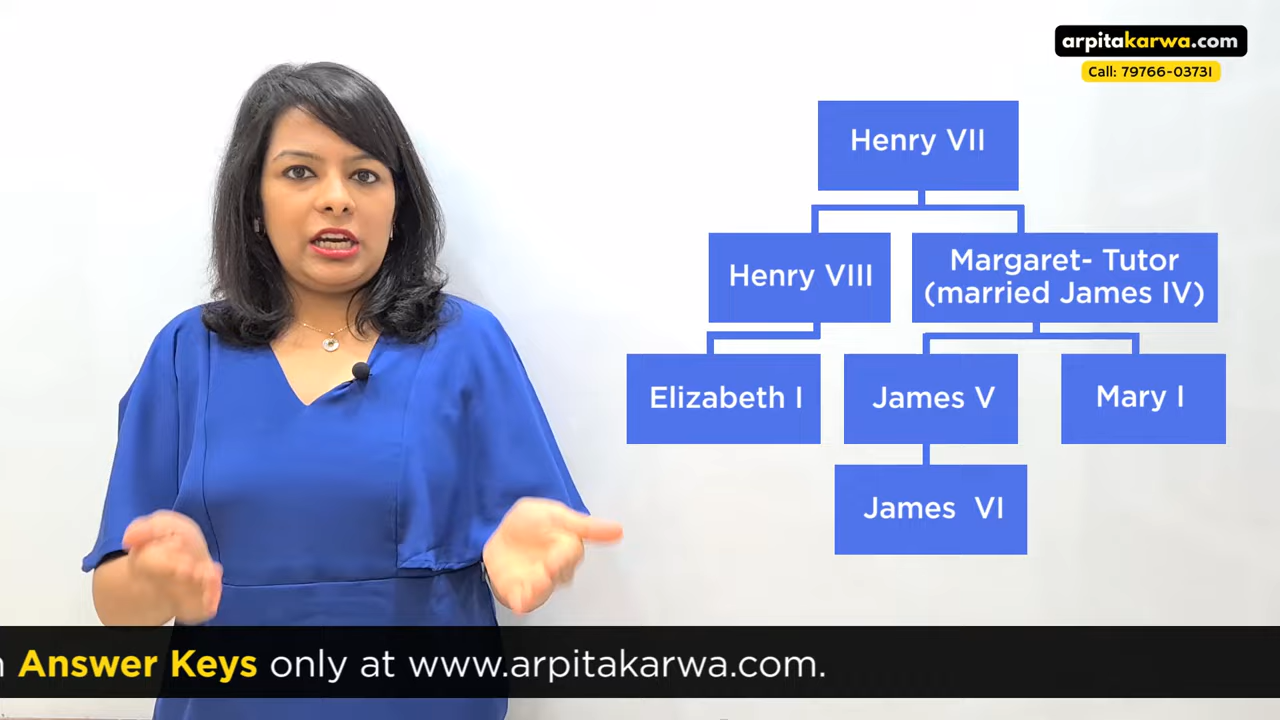 arpitakarwa.com
Call: 79766-03731
Henry VII
Henry VIII
Margaret- Tutor
(married James IV)
Elizabeth I
James V
Mary I
James VI
Answer Keys only at www.arpitakarwa.com.